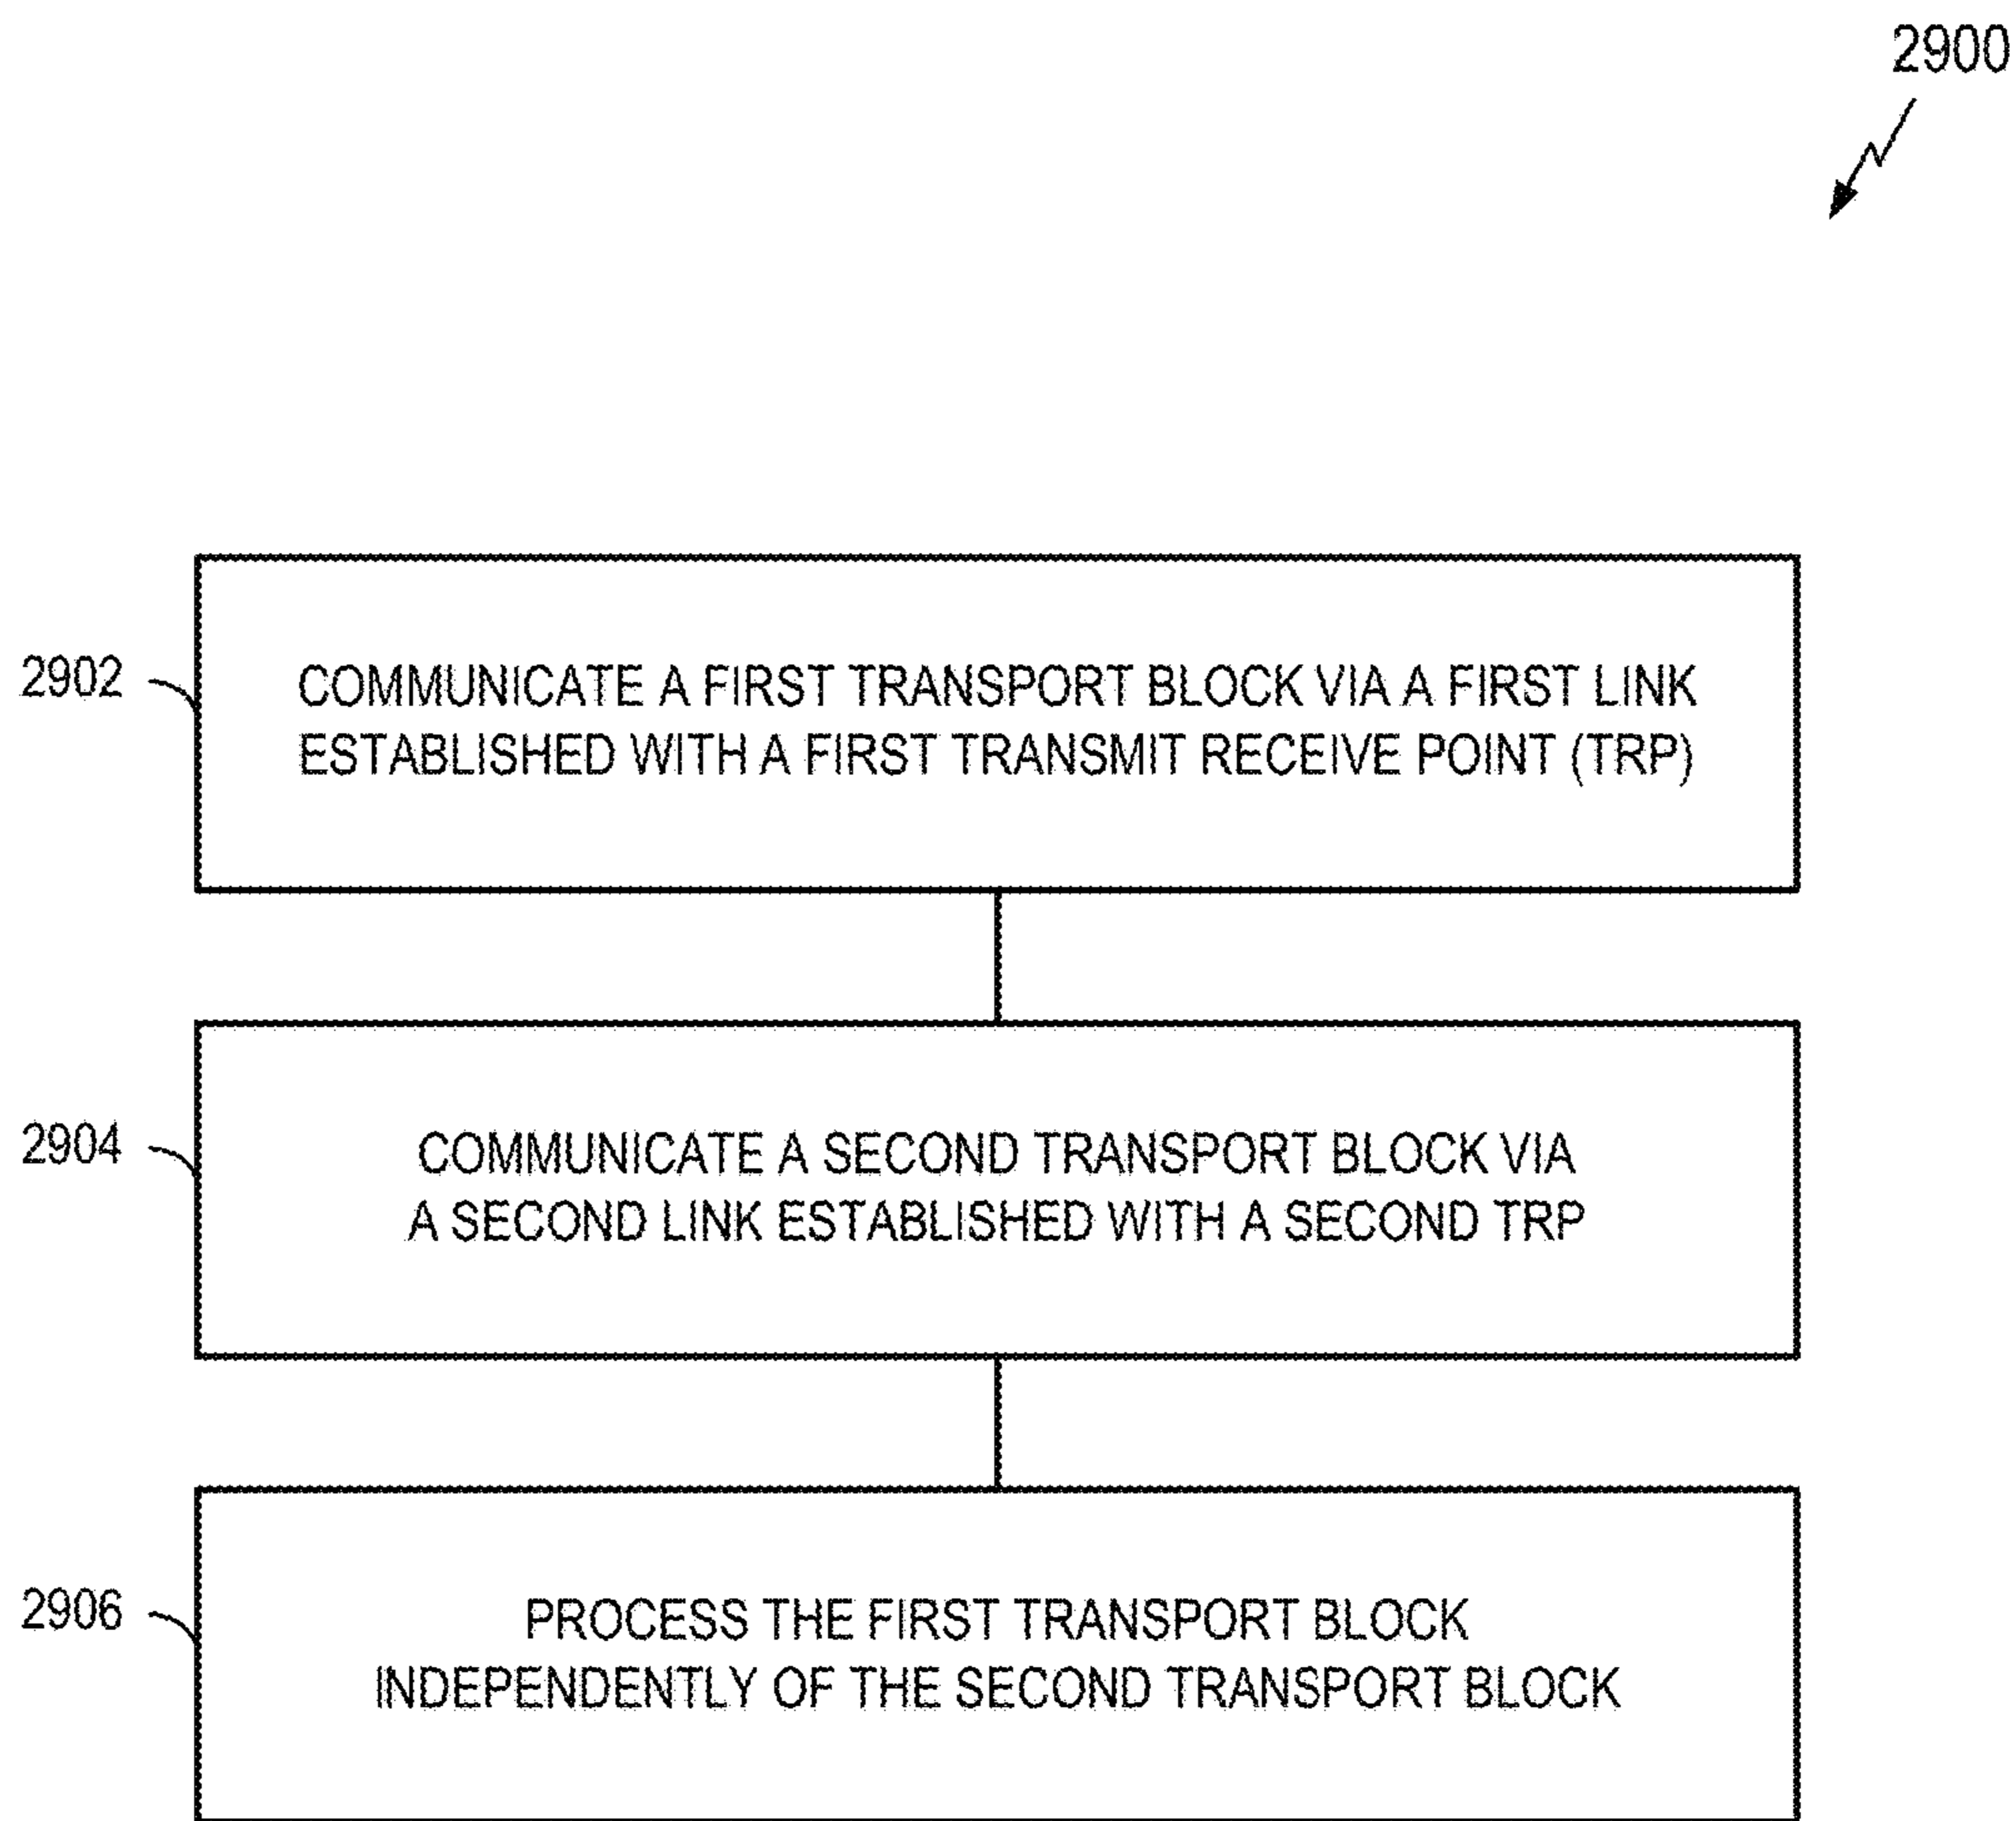 2900
2902
COMMUNICATE A FIRST TRANSPORT BLOCK VIA A FIRST LINK
ESTABLISHED WITH A FIRST TRANSMIT RECEIVE POINT (TRP)
2904
COMMUNICATE A SECOND TRANSPORT BLOCK VIA
A SECOND LINK ESTABLISHED WITH A SECOND TRP
2906
PROCESS THE FIRST TRANSPORT BLOCK
INDEPENDENTLY OF THE SECOND TRANSPORT BLOCK